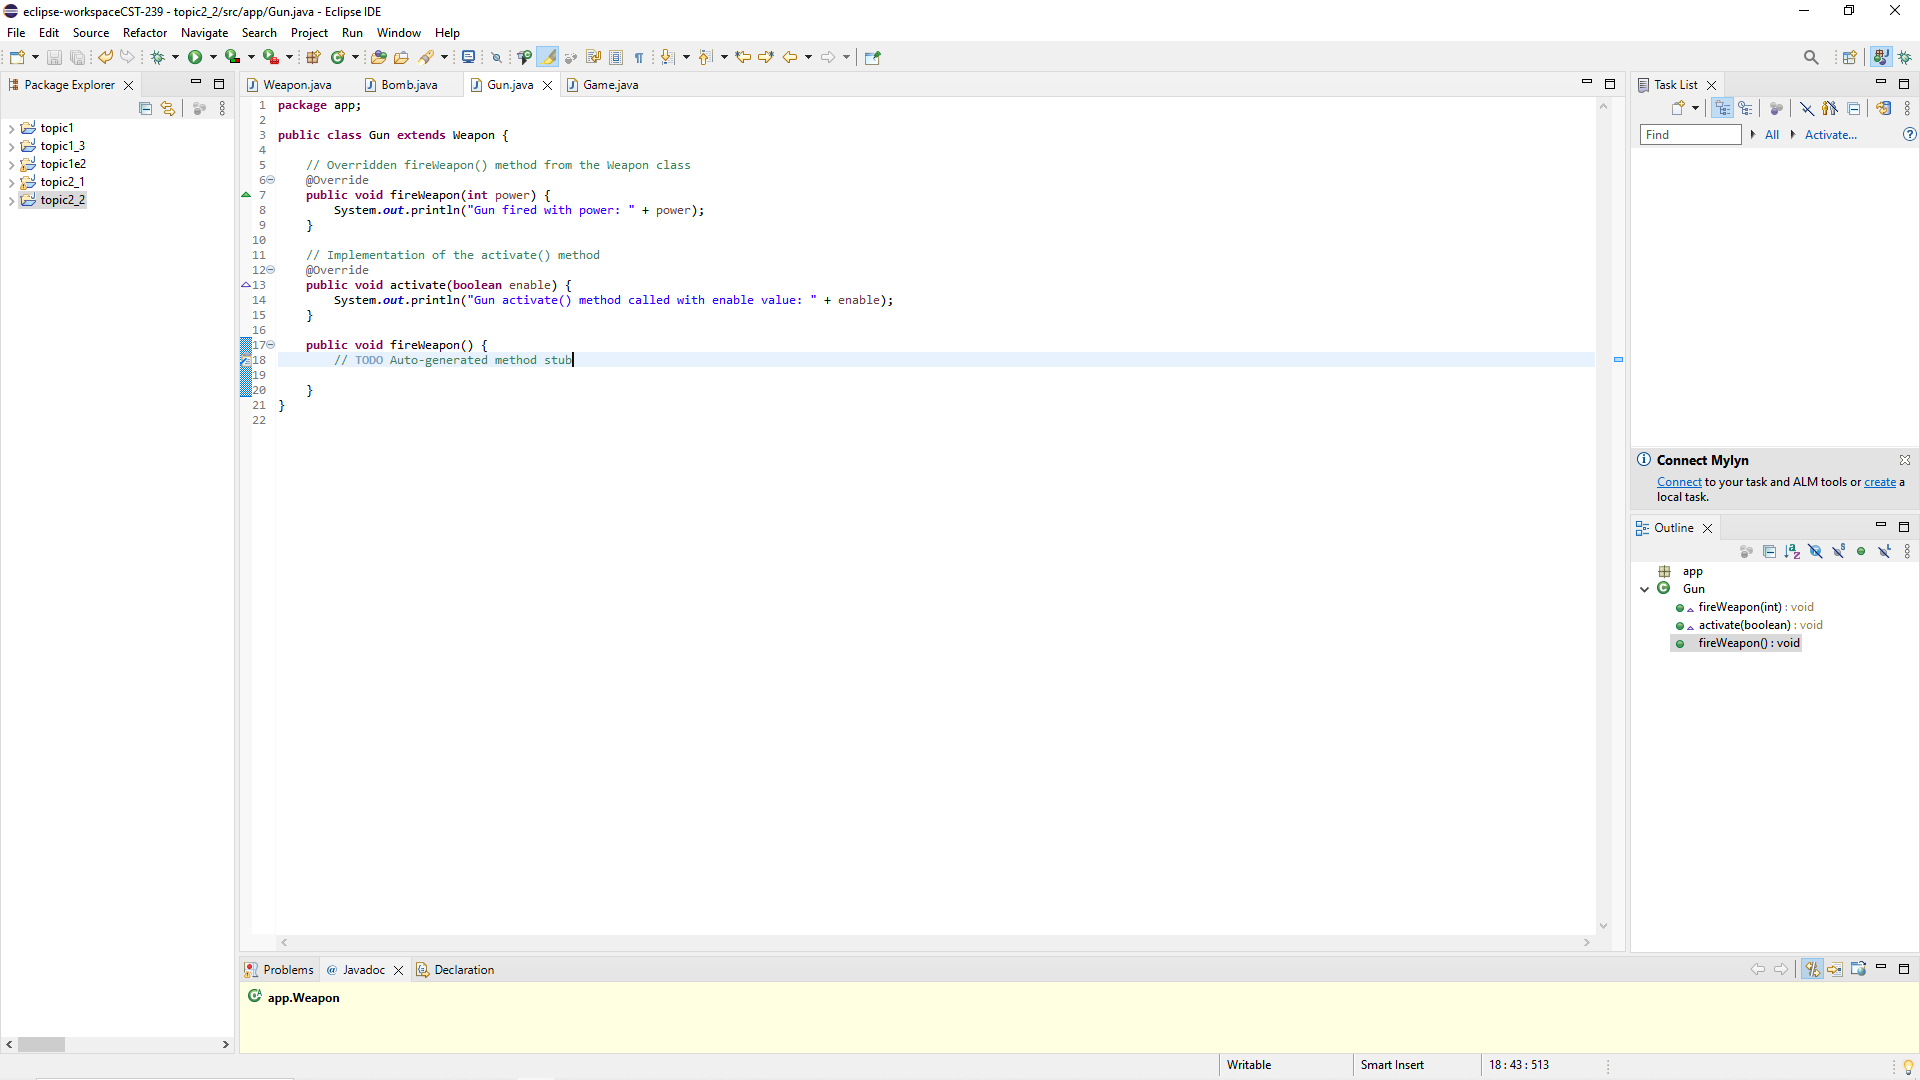 eclipse-workspaceCST-239 - topic2_2/src/app/Gun.java - Eclipse IDE
File Edit Source Refactor Navigate Search Project Run Window Help
Package Explorer
topic1
topic1_3
topic1e2
topic2_1
topic2_2
Weapon.java Bomb.java Gun.java Game.java
1 package app;
2
3 public class Gun extends Weapon {
4
5 // Overridden fireWeapon() method from the Weapon class
6 @Override
7 public void fireWeapon(int power) {
8 System.out.println("Gun fired with power: " + power);
9 }
10
11 // Implementation of the activate() method
12 @Override
13 public void activate(boolean enable) {
14 System.out.println("Gun activate() method called with enable value: " + enable);
15 }
16
17 public void fireWeapon() {
18 // TODO Auto-generated method stub
19
20 }
21 }
22
Task List
Find All Activate...
Connect Mylyn
Connect to your task and ALM tools or create a
local task.
Outline
app
Gun
fireWeapon(int) : void
activate(boolean) : void
fireWeapon() : void
Problems @ Javadoc Declaration
app.Weapon
Writable Smart Insert 18 : 43 : 513